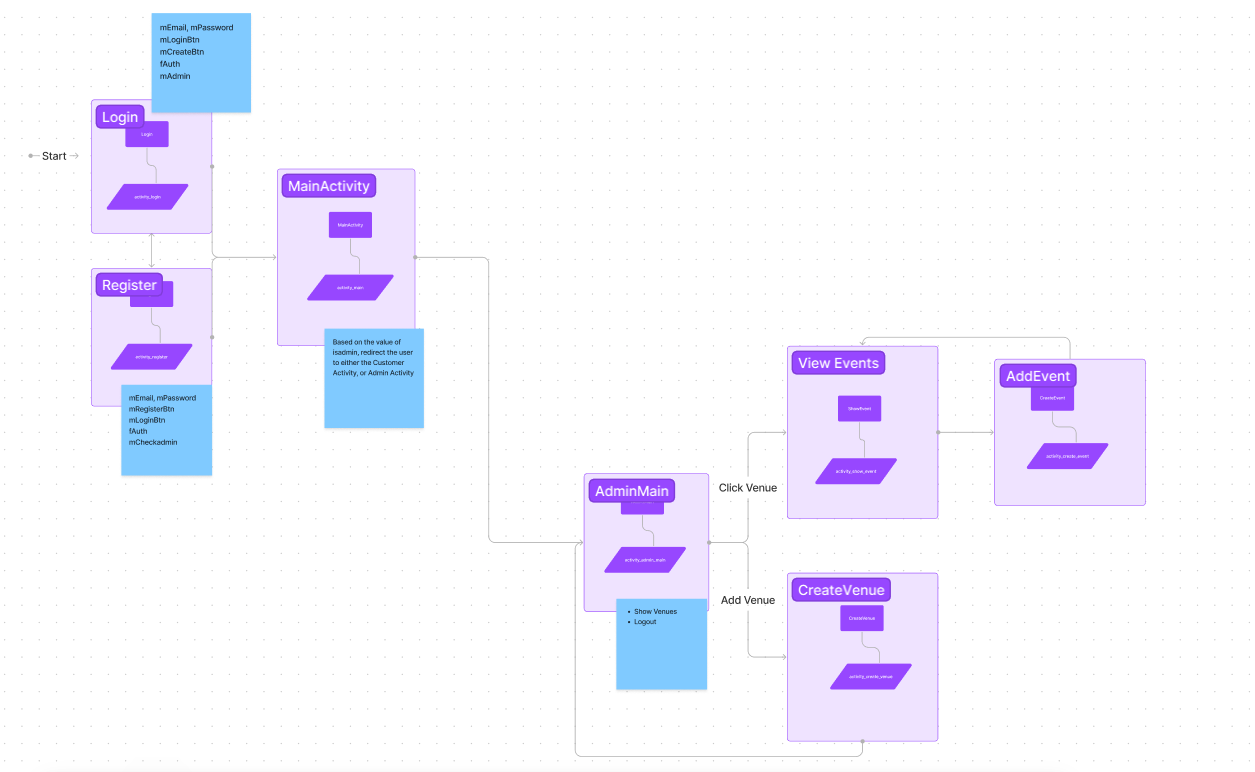 mEmail, mPassword
mLoginBtn
mCreateBtn
fAuth
mAdmin
Login
Login
activity_login
Start
MainActivity
MainActivity
activity_main
Based on the value of
isadmin, redirect the user
to either the Customer
Activity, or Admin Activity
Register
activity_register
mEmail, mPassword
mRegisterBtn
mLoginBtn
fAuth
mCheckadmin
View Events
ShowEvent
activity_show_event
AddEvent
CreateEvent
activity_create_event
AdminMain
activity_admin_main
• Show Venues
• Logout
Click Venue
Add Venue
CreateVenue
CreateVenue
activity_create_venue